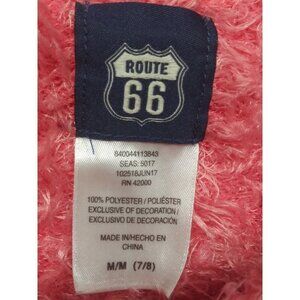 ROUTE
66
840044113843
SEAS: 5017
102518JUN17
RN 42000
100% POLYESTER / POLIÉSTER
EXCLUSIVE OF DECORATION /
EXCLUSIVO DE DECORACIÓN
MADE IN/HECHO EN
CHINA
M/M (7/8)